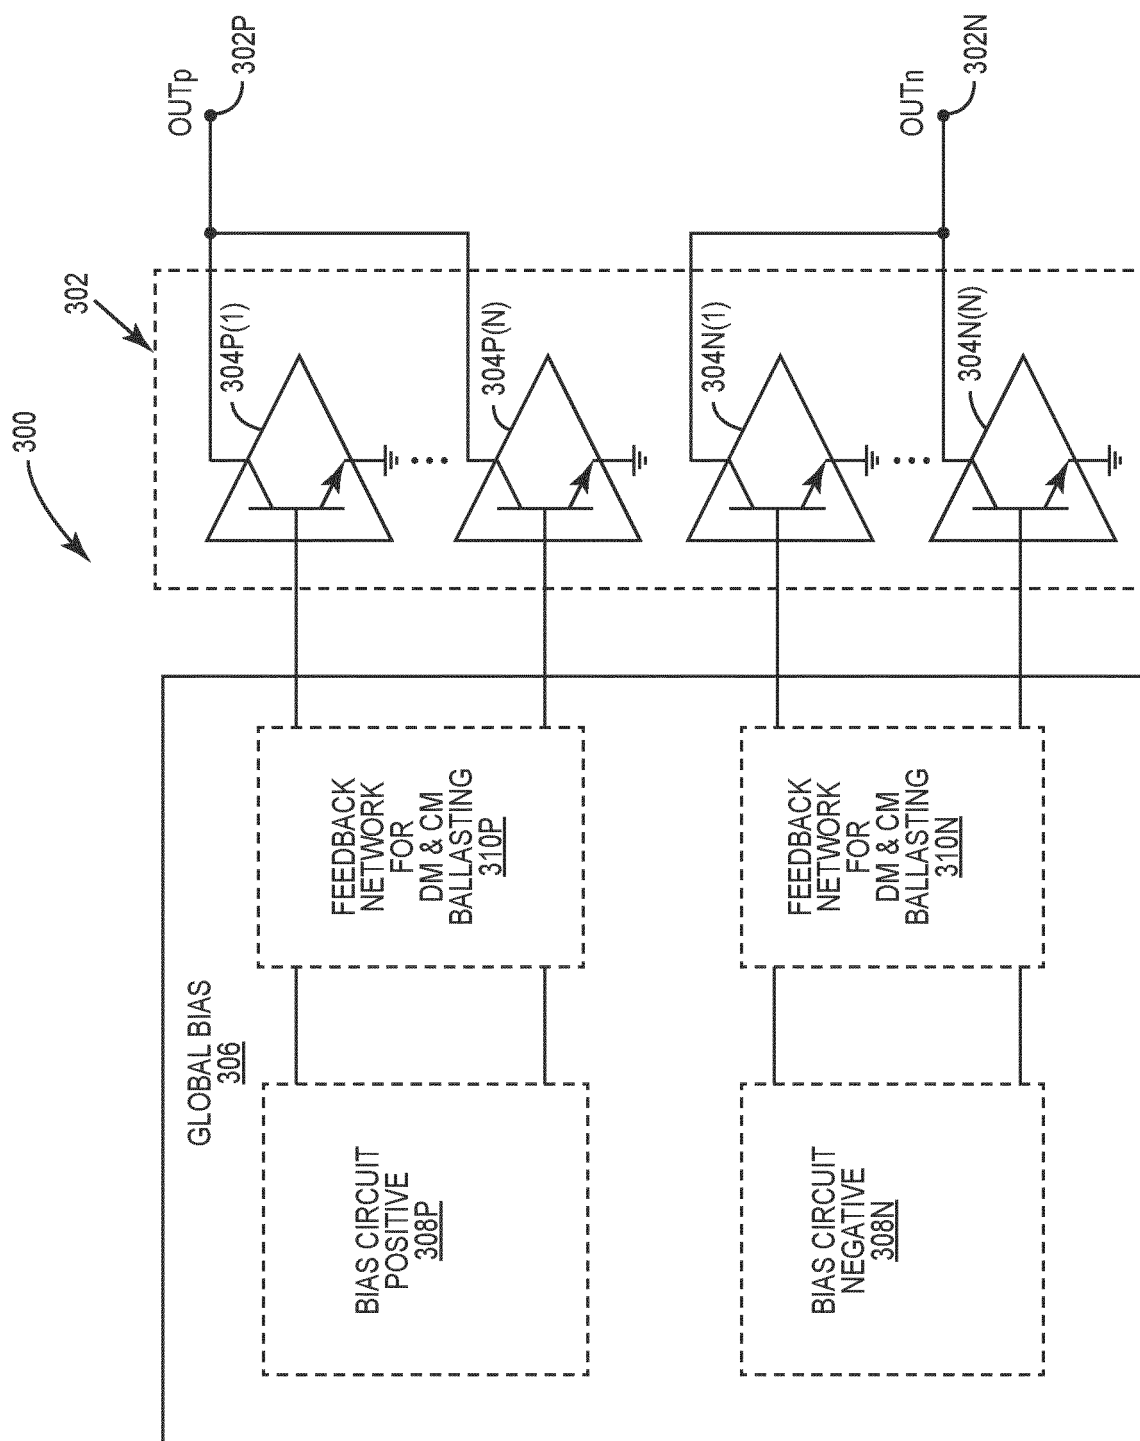 300
302
OUTp
302P
304P(1)
304P(N)
OUTn
302N
304N(1)
304N(N)
GLOBAL BIAS
306
BIAS CIRCUIT
POSITIVE
308P
FEEDBACK
NETWORK
FOR
DM & CM
BALLASTING
310P
BIAS CIRCUIT
NEGATIVE
308N
FEEDBACK
NETWORK
FOR
DM & CM
BALLASTING
310N